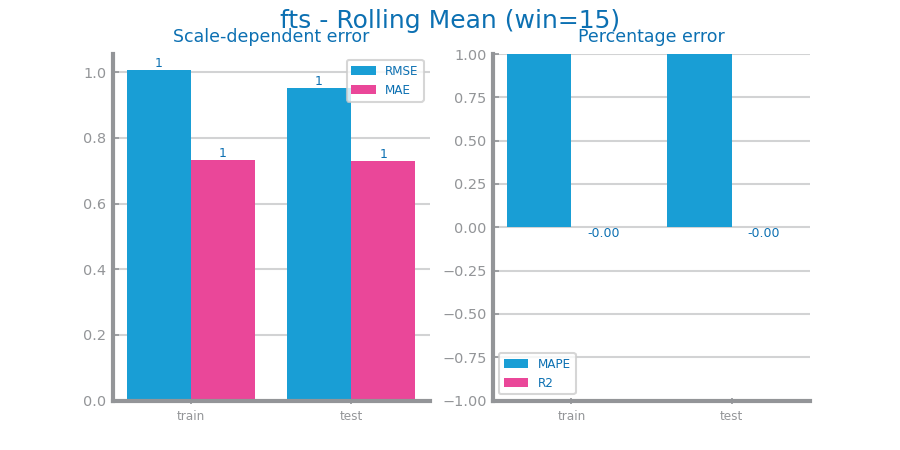 fts - Rolling Mean (win=15)
Scale-dependent error
Percentage error
1.0
0.8
0.6
0.4
0.2
0.0
1
1
1
1
RMSE
MAE
train
test
1.00
0.75
0.50
0.25
0.00
−0.25
−0.50
−0.75
−1.00
-0.00
-0.00
MAPE
R2
train
test